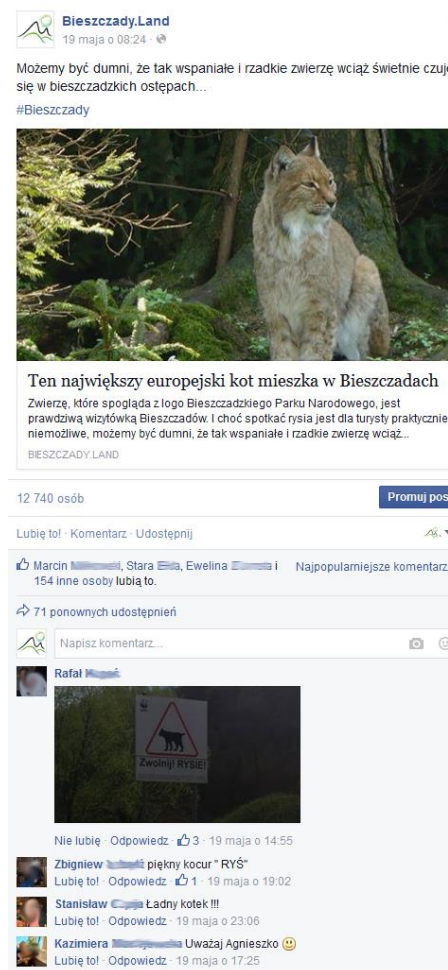 Bieszczady.Land
19 maja o 08:24 ·
Możemy być dumni, że tak wspaniałe i rzadkie zwierzę wciąż świetnie czuj
się w bieszczadzkich ostępach...
#Bieszczady
Ten największy europejski kot mieszka w Bieszczadach
Zwierzę, które spogląda z logo Bieszczadzkiego Parku Narodowego, jest
prawdziwą wizytówką Bieszczadów. I choć spotkać rysia jest dla turysty praktycznie
niemożliwe, możemy być dumni, że tak wspaniałe i rzadkie zwierzę wciąż...
BIESZCZADY.LAND
12 740 osób
Promuj pos
Lubię to! · Komentarz · Udostępnij
Marcin , Stara , Ewelina i
Najpopularniejsze komentarz
154 inne osoby lubią to.
71 ponownych udostępnień
Napisz komentarz...
Rafał
WWF
Zwolnij! RYSIE!
Nie lubię · Odpowiedz · 3 · 19 maja o 14:55
Zbigniew piękny kocur " RYŚ"
Lubię to! · Odpowiedz · 1 · 19 maja o 19:02
Stanisław Ładny kotek !!!
Lubię to! · Odpowiedz · 19 maja o 23:06
Kazimiera Uważaj Agnieszko
Lubię to! · Odpowiedz · 19 maja o 17:25